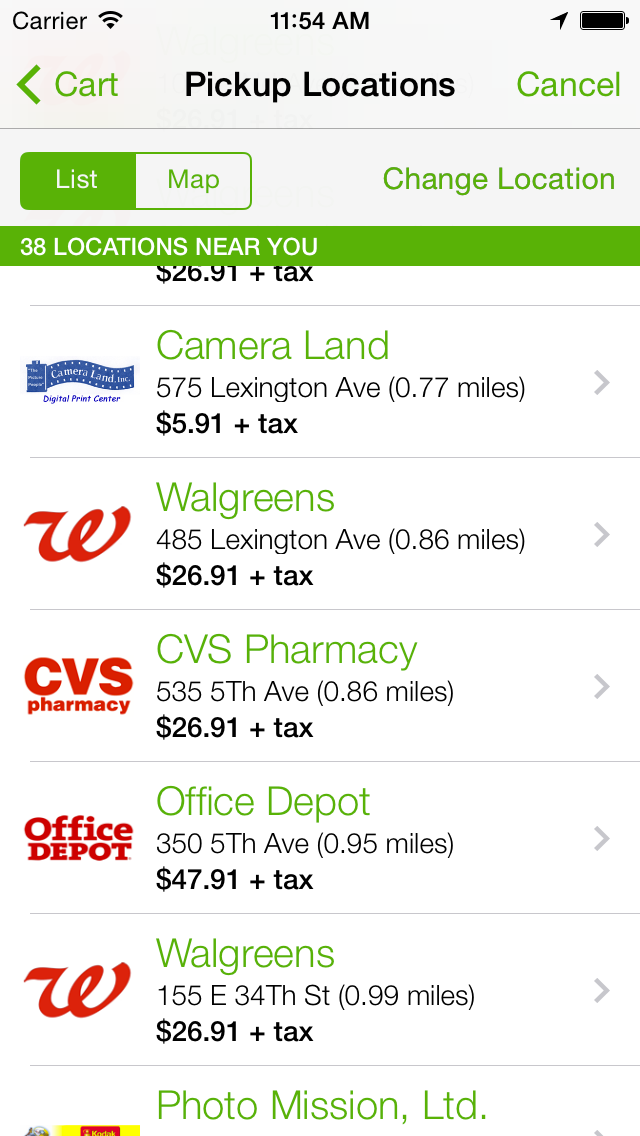 Carrier 11:54 AM
Cart Pickup Locations Cancel
List Map Change Location
38 LOCATIONS NEAR YOU
$26.91 + tax
Camera Land
575 Lexington Ave (0.77 miles)
$5.91 + tax
"The Picture People"
Camera Land, Inc.
Digital Print Center
Walgreens
485 Lexington Ave (0.86 miles)
$26.91 + tax
W
CVS Pharmacy
535 5Th Ave (0.86 miles)
$26.91 + tax
CVS
pharmacy
Office Depot
350 5Th Ave (0.95 miles)
$47.91 + tax
Office
DEPOT
Walgreens
155 E 34Th St (0.99 miles)
$26.91 + tax
W
Photo Mission, Ltd.
Kodak